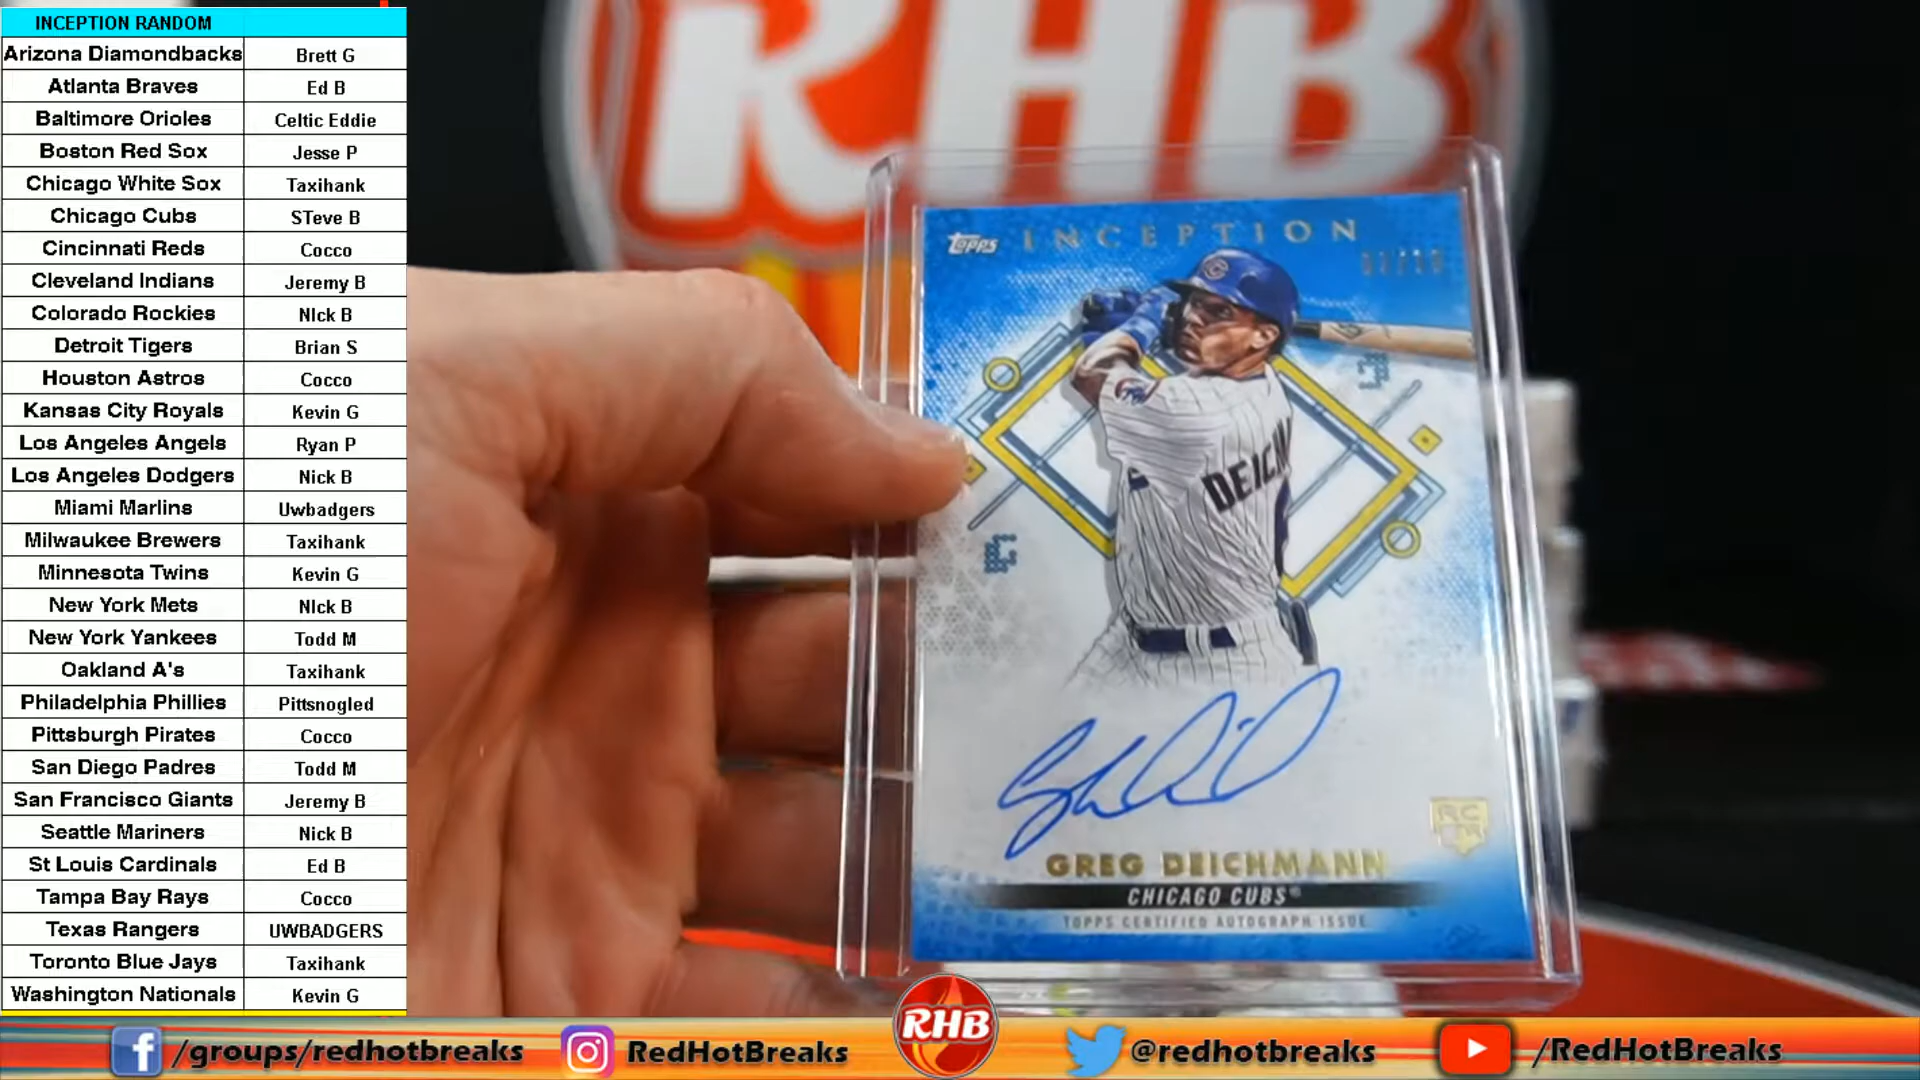 INCEPTION RANDOM
Arizona Diamondbacks Brett G
Atlanta Braves Ed B
Baltimore Orioles Celtic Eddie
Boston Red Sox Jesse P
Chicago White Sox Taxihank
Chicago Cubs STeve B
Cincinnati Reds Cocco
Cleveland Indians Jeremy B
Colorado Rockies NIck B
Detroit Tigers Brian S
Houston Astros Cocco
Kansas City Royals Kevin G
Los Angeles Angels Ryan P
Los Angeles Dodgers Nick B
Miami Marlins Uwbadgers
Milwaukee Brewers Taxihank
Minnesota Twins Kevin G
New York Mets NIck B
New York Yankees Todd M
Oakland A's Taxihank
Philadelphia Phillies Pittsnogled
Pittsburgh Pirates Cocco
San Diego Padres Todd M
San Francisco Giants Jeremy B
Seattle Mariners Nick B
St Louis Cardinals Ed B
Tampa Bay Rays Cocco
Texas Rangers UWBADGERS
Toronto Blue Jays Taxihank
Washington Nationals Kevin G
RHB
Topps INCEPTION
C
DEICH
RC
GREG DEICHMANN
CHICAGO CUBS
TOPPS CERTIFIED AUTOGRAPH ISSUE
f /groups/redhotbreaks
RedHotBreaks
RHB
@redhotbreaks
/RedHotBreaks